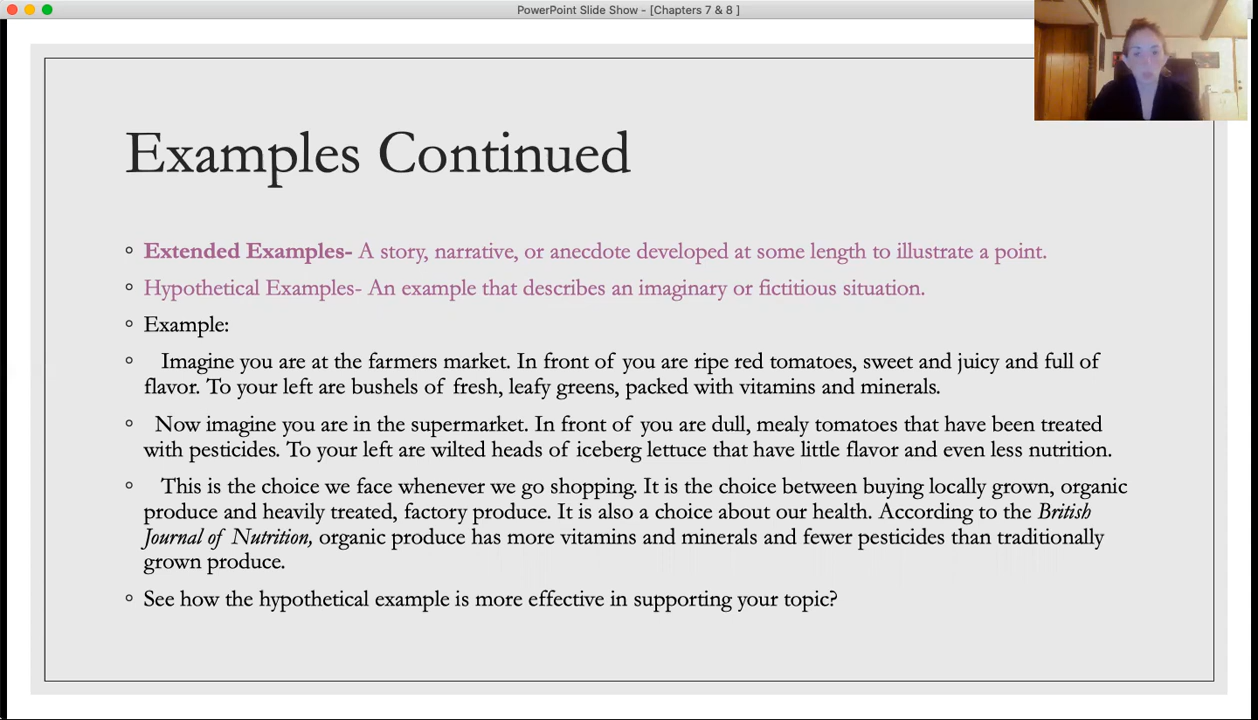 PowerPoint Slide Show - [Chapters 7 & 8 ]
Examples Continued
Extended Examples- A story, narrative, or anecdote developed at some length to illustrate a point.
Hypothetical Examples- An example that describes an imaginary or fictitious situation.
Example:
Imagine you are at the farmers market. In front of you are ripe red tomatoes, sweet and juicy and full of
flavor. To your left are bushels of fresh, leafy greens, packed with vitamins and minerals.
Now imagine you are in the supermarket. In front of you are dull, mealy tomatoes that have been treated
with pesticides. To your left are wilted heads of iceberg lettuce that have little flavor and even less nutrition.
This is the choice we face whenever we go shopping. It is the choice between buying locally grown, organic
produce and heavily treated, factory produce. It is also a choice about our health. According to the British
Journal of Nutrition, organic produce has more vitamins and minerals and fewer pesticides than traditionally
grown produce.
See how the hypothetical example is more effective in supporting your topic?